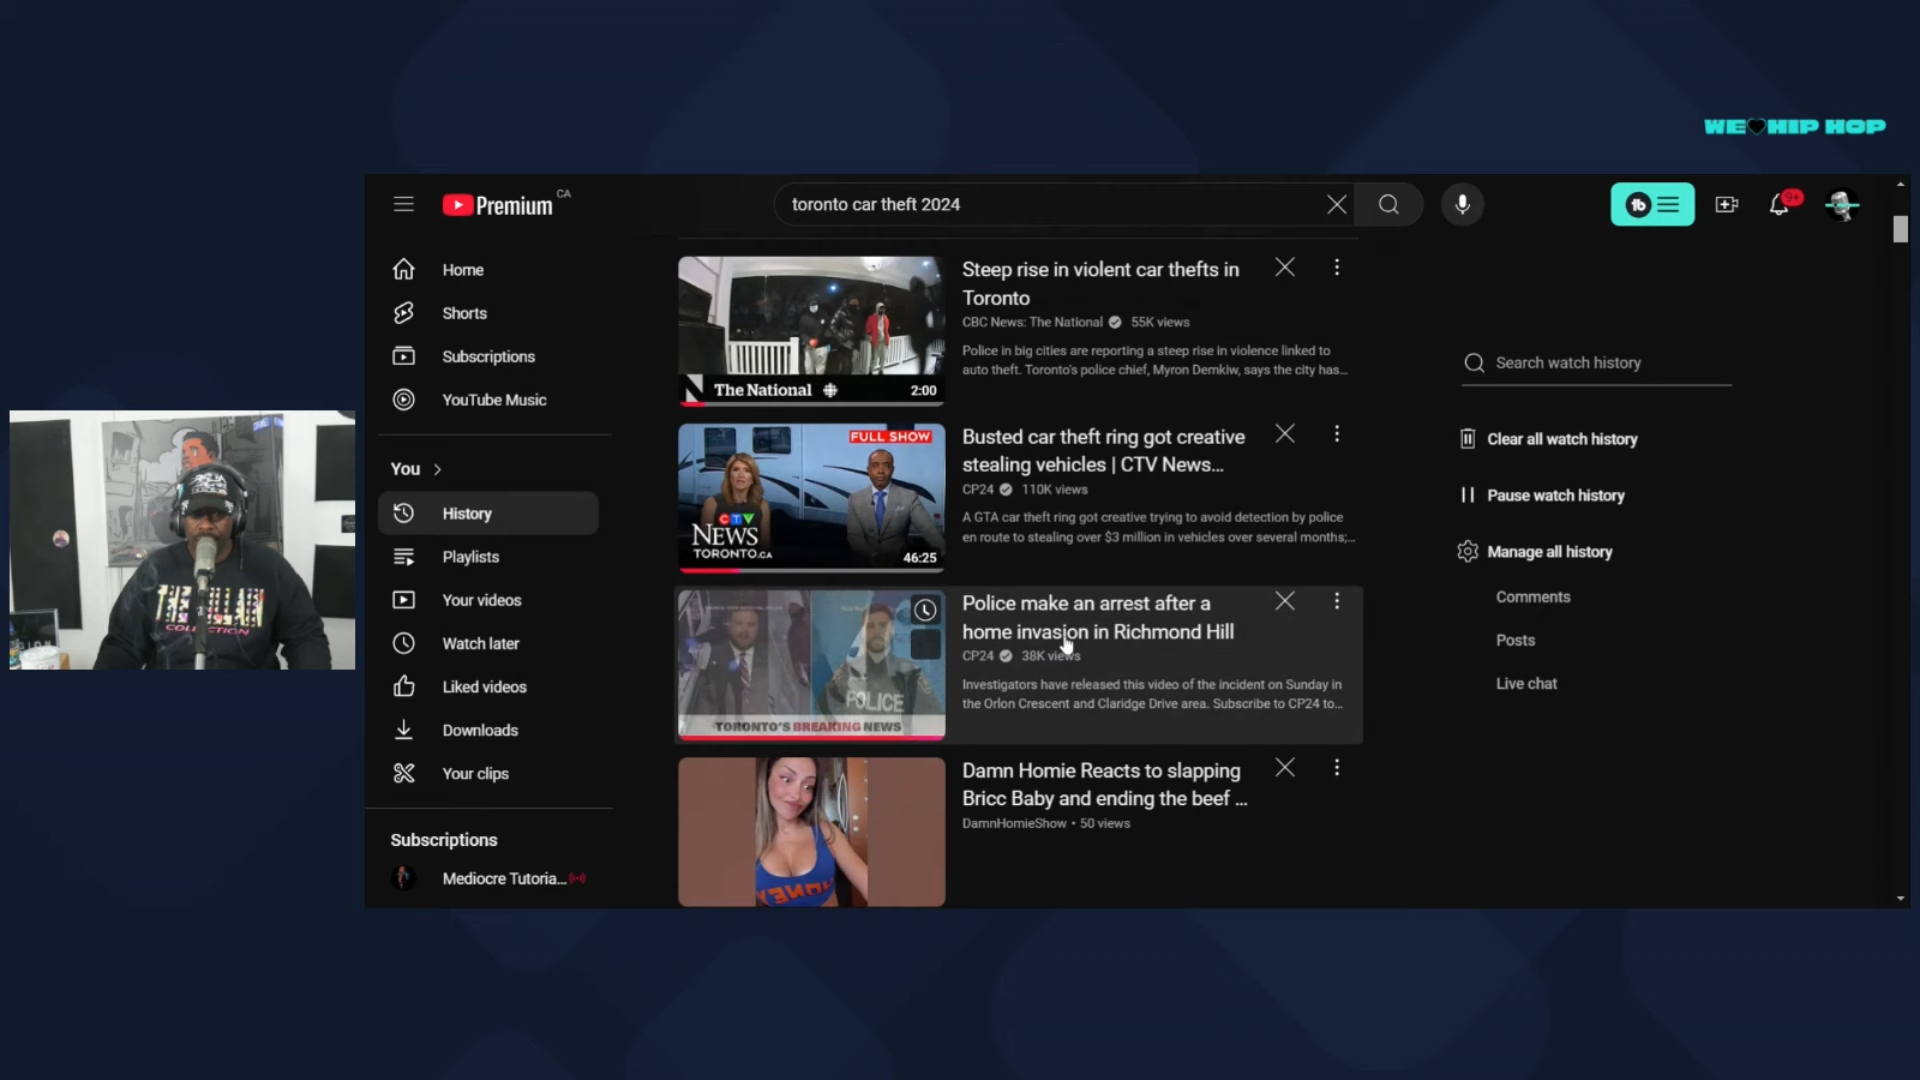 WE HIP HOP
Premium
CA
toronto car theft 2024
9+
Home
Shorts
Subscriptions
YouTube Music
You
History
Playlists
Your videos
Watch later
Liked videos
Downloads
Your clips
Subscriptions
Mediocre Tutoria...
The National
2:00
Steep rise in violent car thefts in
Toronto
CBC News: The National 55K views
Police in big cities are reporting a steep rise in violence linked to
auto theft. Toronto's police chief, Myron Demkiw, says the city has...
FULL SHOW
CTV
NEWS
TORONTO.CA
46:25
Busted car theft ring got creative
stealing vehicles | CTV News...
CP24 110K views
A GTA car theft ring got creative trying to avoid detection by police
en route to stealing over $3 million in vehicles over several months;...
POLICE
TORONTO'S BREAKING NEWS
Police make an arrest after a
home invasion in Richmond Hill
CP24 38K views
Investigators have released this video of the incident on Sunday in
the Orlon Crescent and Claridge Drive area. Subscribe to CP24 to...
Damn Homie Reacts to slapping
Bricc Baby and ending the beef ...
DamnHomieShow • 50 views
Search watch history
Clear all watch history
Pause watch history
Manage all history
Comments
Posts
Live chat
COLLECTION